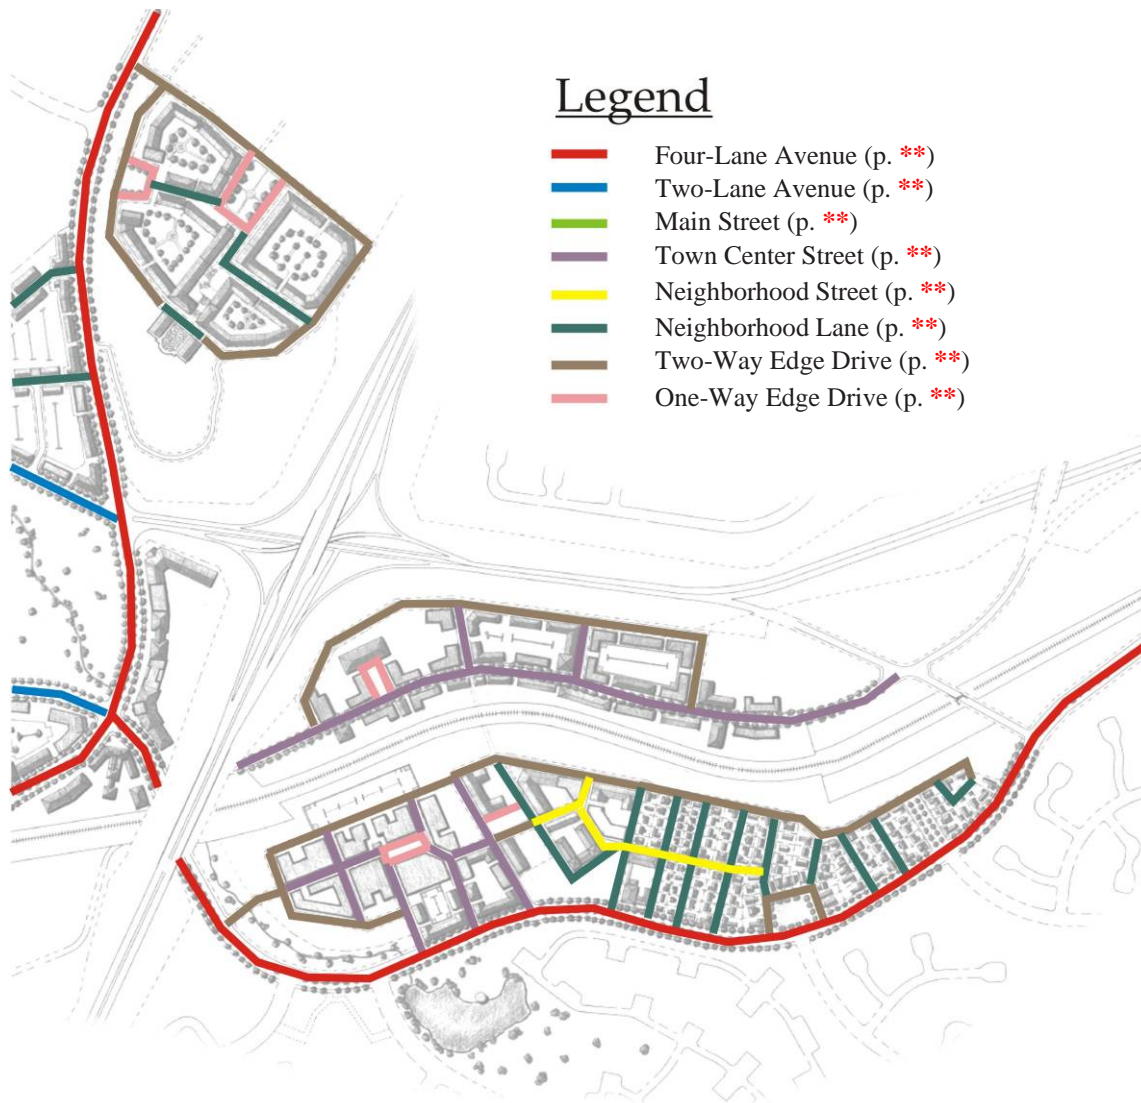 Legend
Four-Lane Avenue (p. **)
Two-Lane Avenue (p. **)
Main Street (p. **)
Town Center Street (p. **)
Neighborhood Street (p. **)
Neighborhood Lane (p. **)
Two-Way Edge Drive (p. **)
One-Way Edge Drive (p. **)